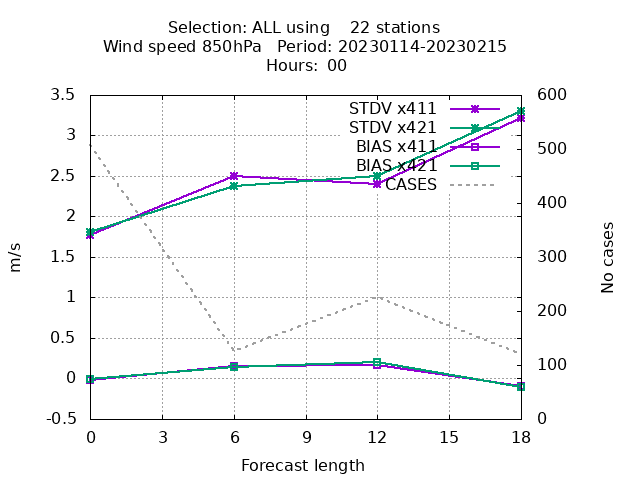 Selection: ALL using    22 stations
Wind speed 850hPa   Period: 20230114-20230215
Hours: 00
STDV x411
STDV x421
BIAS x411
BIAS x421
CASES
3.5
3
2.5
2
1.5
1
0.5
0
-0.5
m/s
600
500
400
300
200
100
0
No cases
0 3 6 9 12 15 18
Forecast length